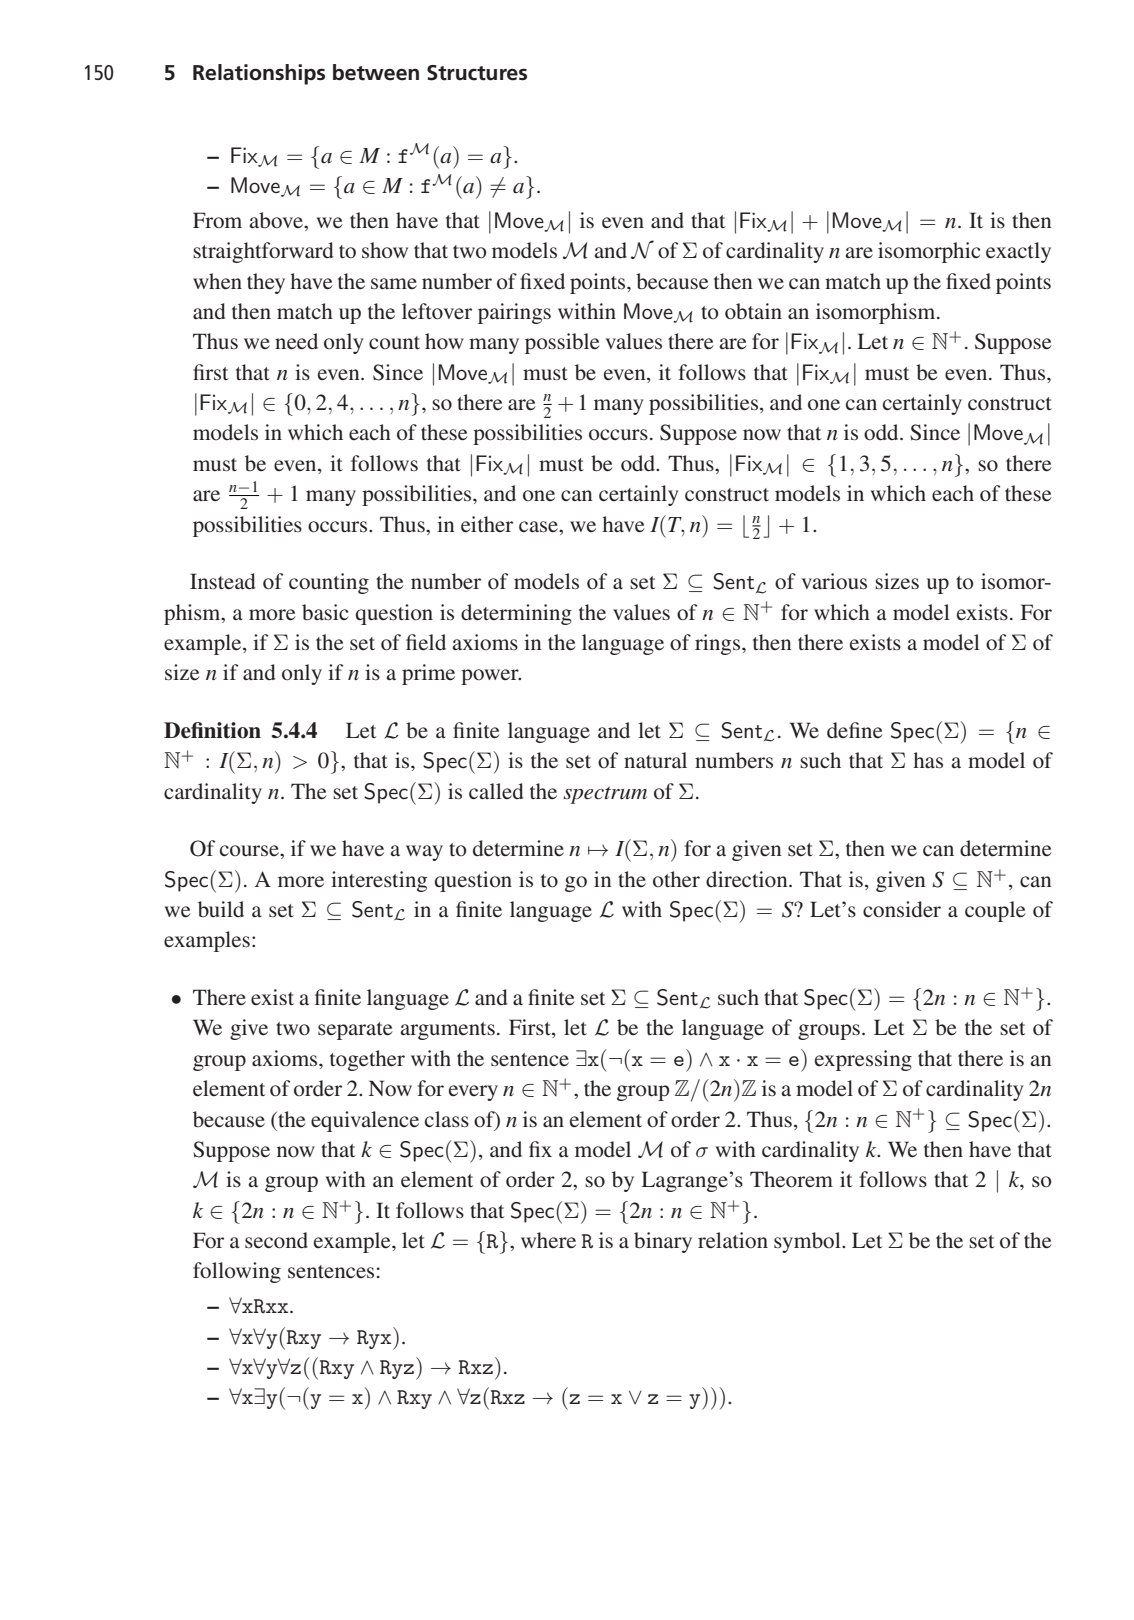 150 5 Relationships between Structures
– Fix𝓜 = {a ∈ M : f^𝓜(a) = a}.
– Move𝓜 = {a ∈ M : f^𝓜(a) ≠ a}.
From above, we then have that |Move𝓜| is even and that |Fix𝓜| + |Move𝓜| = n. It is then
straightforward to show that two models 𝓜 and 𝓝 of Σ of cardinality n are isomorphic exactly
when they have the same number of fixed points, because then we can match up the fixed points
and then match up the leftover pairings within Move𝓜 to obtain an isomorphism.
Thus we need only count how many possible values there are for |Fix𝓜|. Let n ∈ ℕ⁺. Suppose
first that n is even. Since |Move𝓜| must be even, it follows that |Fix𝓜| must be even. Thus,
|Fix𝓜| ∈ {0, 2, 4, . . . , n}, so there are n/2 + 1 many possibilities, and one can certainly construct
models in which each of these possibilities occurs. Suppose now that n is odd. Since |Move𝓜|
must be even, it follows that |Fix𝓜| must be odd. Thus, |Fix𝓜| ∈ {1, 3, 5, . . . , n}, so there
are (n−1)/2 + 1 many possibilities, and one can certainly construct models in which each of these
possibilities occurs. Thus, in either case, we have I(T, n) = ⌊n/2⌋ + 1.
Instead of counting the number of models of a set Σ ⊆ Sent𝓛 of various sizes up to isomor-
phism, a more basic question is determining the values of n ∈ ℕ⁺ for which a model exists. For
example, if Σ is the set of field axioms in the language of rings, then there exists a model of Σ of
size n if and only if n is a prime power.
Definition 5.4.4 Let 𝓛 be a finite language and let Σ ⊆ Sent𝓛. We define Spec(Σ) = {n ∈
ℕ⁺ : I(Σ, n) > 0}, that is, Spec(Σ) is the set of natural numbers n such that Σ has a model of
cardinality n. The set Spec(Σ) is called the spectrum of Σ.
Of course, if we have a way to determine n ↦ I(Σ, n) for a given set Σ, then we can determine
Spec(Σ). A more interesting question is to go in the other direction. That is, given S ⊆ ℕ⁺, can
we build a set Σ ⊆ Sent𝓛 in a finite language 𝓛 with Spec(Σ) = S? Let's consider a couple of
examples:
• There exist a finite language 𝓛 and a finite set Σ ⊆ Sent𝓛 such that Spec(Σ) = {2n : n ∈ ℕ⁺}.
We give two separate arguments. First, let 𝓛 be the language of groups. Let Σ be the set of
group axioms, together with the sentence ∃x(¬(x = e) ∧ x · x = e) expressing that there is an
element of order 2. Now for every n ∈ ℕ⁺, the group ℤ/(2n)ℤ is a model of Σ of cardinality 2n
because (the equivalence class of) n is an element of order 2. Thus, {2n : n ∈ ℕ⁺} ⊆ Spec(Σ).
Suppose now that k ∈ Spec(Σ), and fix a model 𝓜 of σ with cardinality k. We then have that
𝓜 is a group with an element of order 2, so by Lagrange's Theorem it follows that 2 | k, so
k ∈ {2n : n ∈ ℕ⁺}. It follows that Spec(Σ) = {2n : n ∈ ℕ⁺}.
For a second example, let 𝓛 = {R}, where R is a binary relation symbol. Let Σ be the set of the
following sentences:
– ∀xRxx.
– ∀x∀y(Rxy → Ryx).
– ∀x∀y∀z((Rxy ∧ Ryz) → Rxz).
– ∀x∃y(¬(y = x) ∧ Rxy ∧ ∀z(Rxz → (z = x ∨ z = y))).